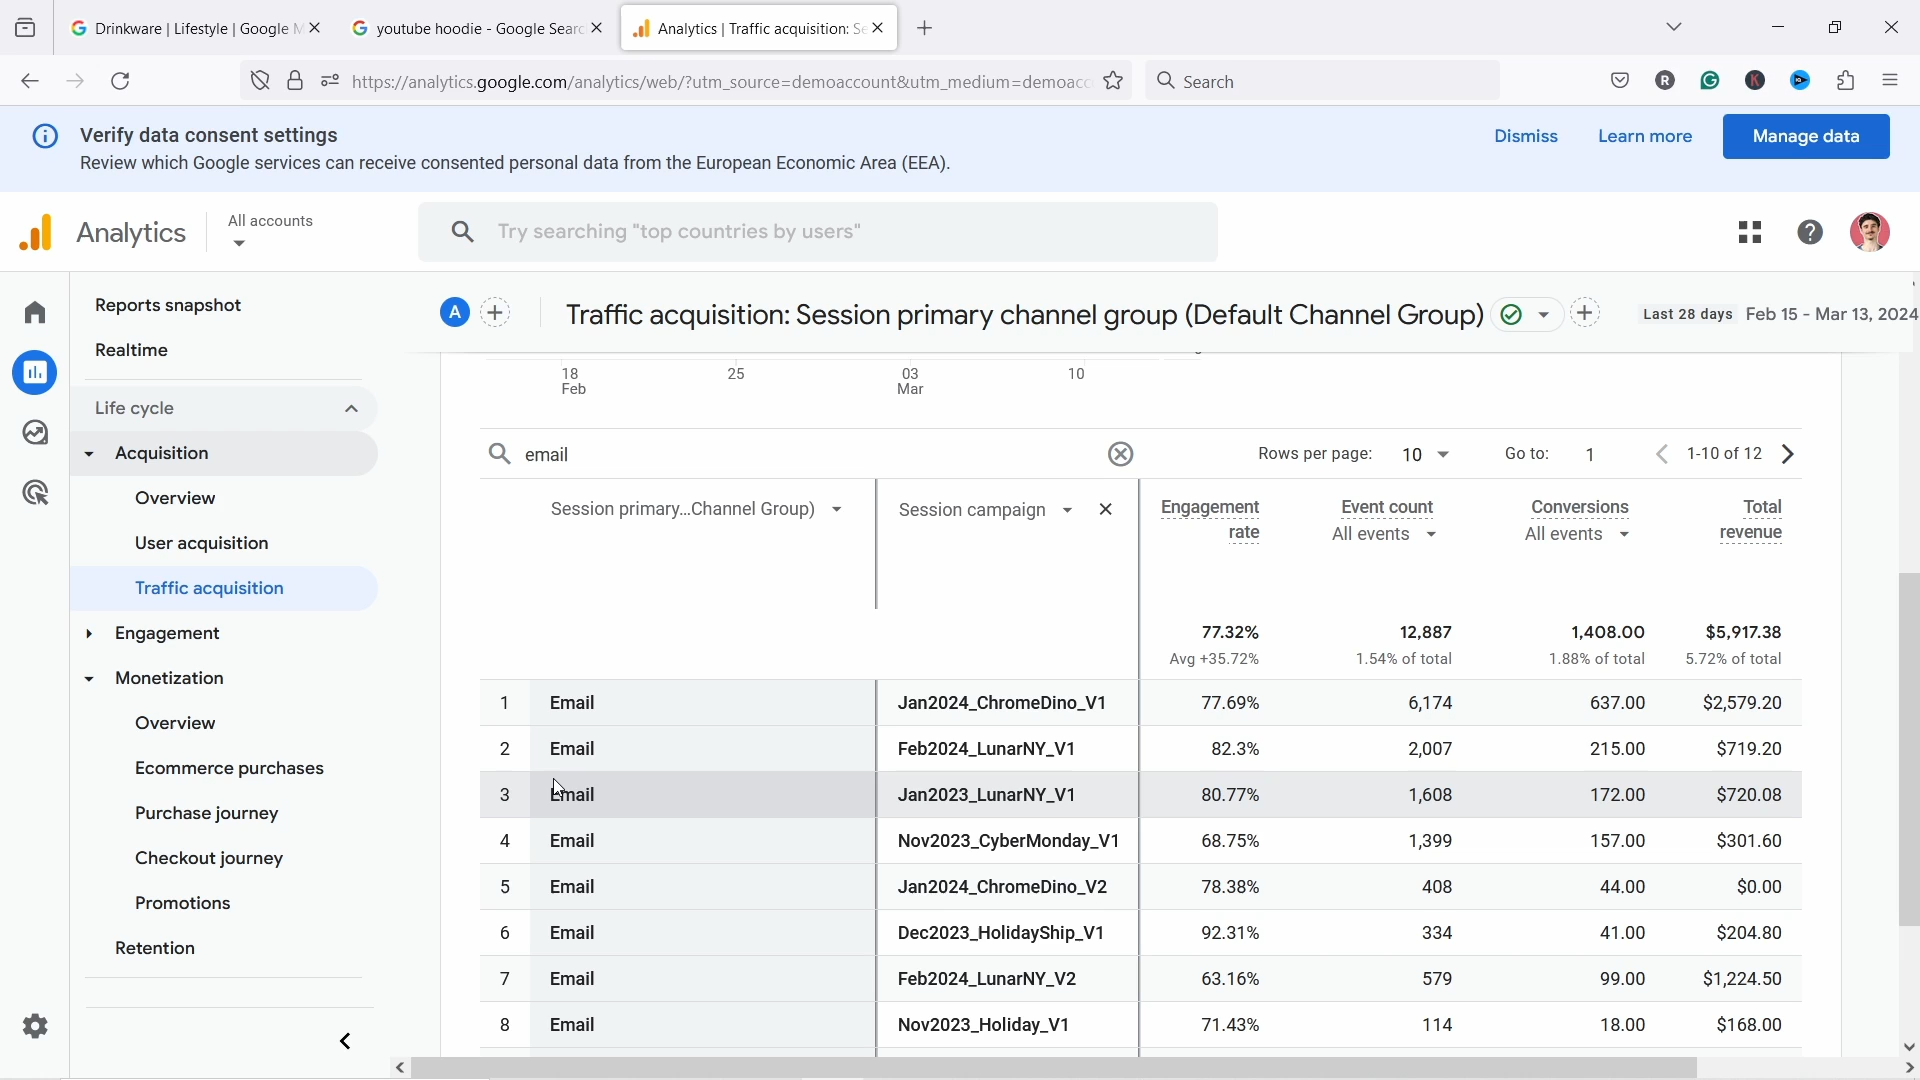 Drinkware | Lifestyle | Google M
youtube hoodie - Google Searc
Analytics | Traffic acquisition: Se
https://analytics.google.com/analytics/web/?utm_source=demoaccount&utm_medium=demoacc
Search
Verify data consent settings
Review which Google services can receive consented personal data from the European Economic Area (EEA).
Dismiss
Learn more
Manage data
Analytics
All accounts
Try searching "top countries by users"
Reports snapshot
Realtime
Life cycle
Acquisition
Overview
User acquisition
Traffic acquisition
Engagement
Monetization
Overview
Ecommerce purchases
Purchase journey
Checkout journey
Promotions
Retention
A
Traffic acquisition: Session primary channel group (Default Channel Group)
Last 28 days Feb 15 - Mar 13, 2024
18 25 03 10
Feb Mar
email
Rows per page: 10 Go to: 1 1-10 of 12
Session primary...Channel Group) Session campaign Engagement rate Event count Conversions Total revenue
All events All events
77.32% 12,887 1,408.00 $5,917.38
Avg +35.72% 1.54% of total 1.88% of total 5.72% of total
1 Email Jan2024_ChromeDino_V1 77.69% 6,174 637.00 $2,579.20
2 Email Feb2024_LunarNY_V1 82.3% 2,007 215.00 $719.20
3 Email Jan2023_LunarNY_V1 80.77% 1,608 172.00 $720.08
4 Email Nov2023_CyberMonday_V1 68.75% 1,399 157.00 $301.60
5 Email Jan2024_ChromeDino_V2 78.38% 408 44.00 $0.00
6 Email Dec2023_HolidayShip_V1 92.31% 334 41.00 $204.80
7 Email Feb2024_LunarNY_V2 63.16% 579 99.00 $1,224.50
8 Email Nov2023_Holiday_V1 71.43% 114 18.00 $168.00